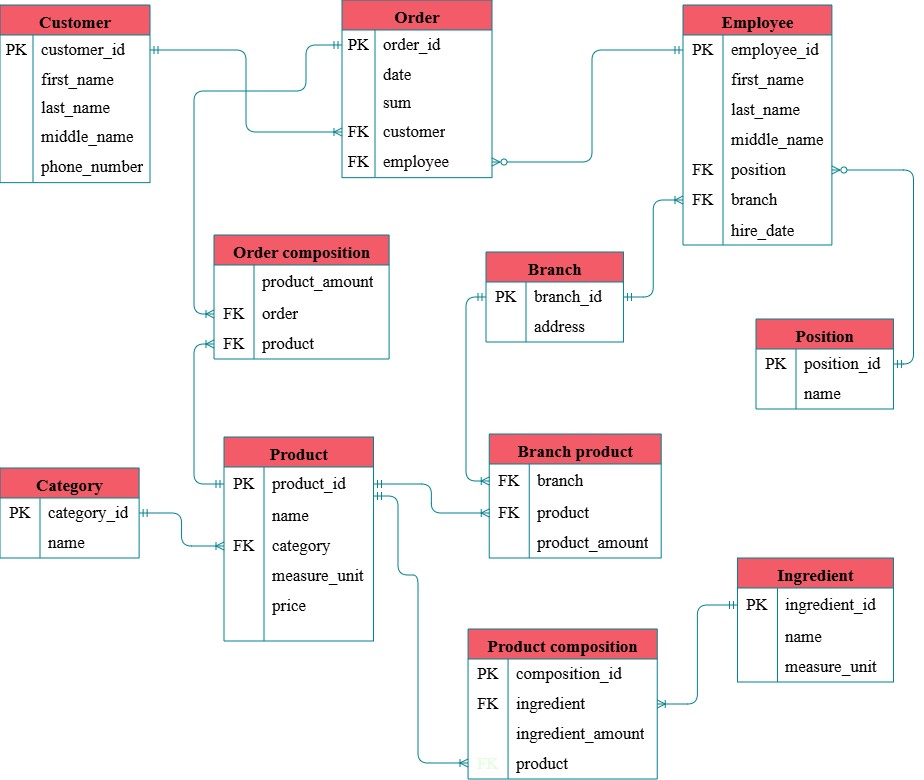 Customer
PK customer_id
first_name
last_name
middle_name
phone_number
Order
PK order_id
date
sum
FK customer
FK employee
Employee
PK employee_id
first_name
last_name
middle_name
FK position
FK branch
hire_date
Order composition
product_amount
FK order
FK product
Branch
PK branch_id
address
Position
PK position_id
name
Category
PK category_id
name
Product
PK product_id
name
FK category
measure_unit
price
Branch product
FK branch
FK product
product_amount
Product composition
PK composition_id
FK ingredient
ingredient_amount
FK product
Ingredient
PK ingredient_id
name
measure_unit